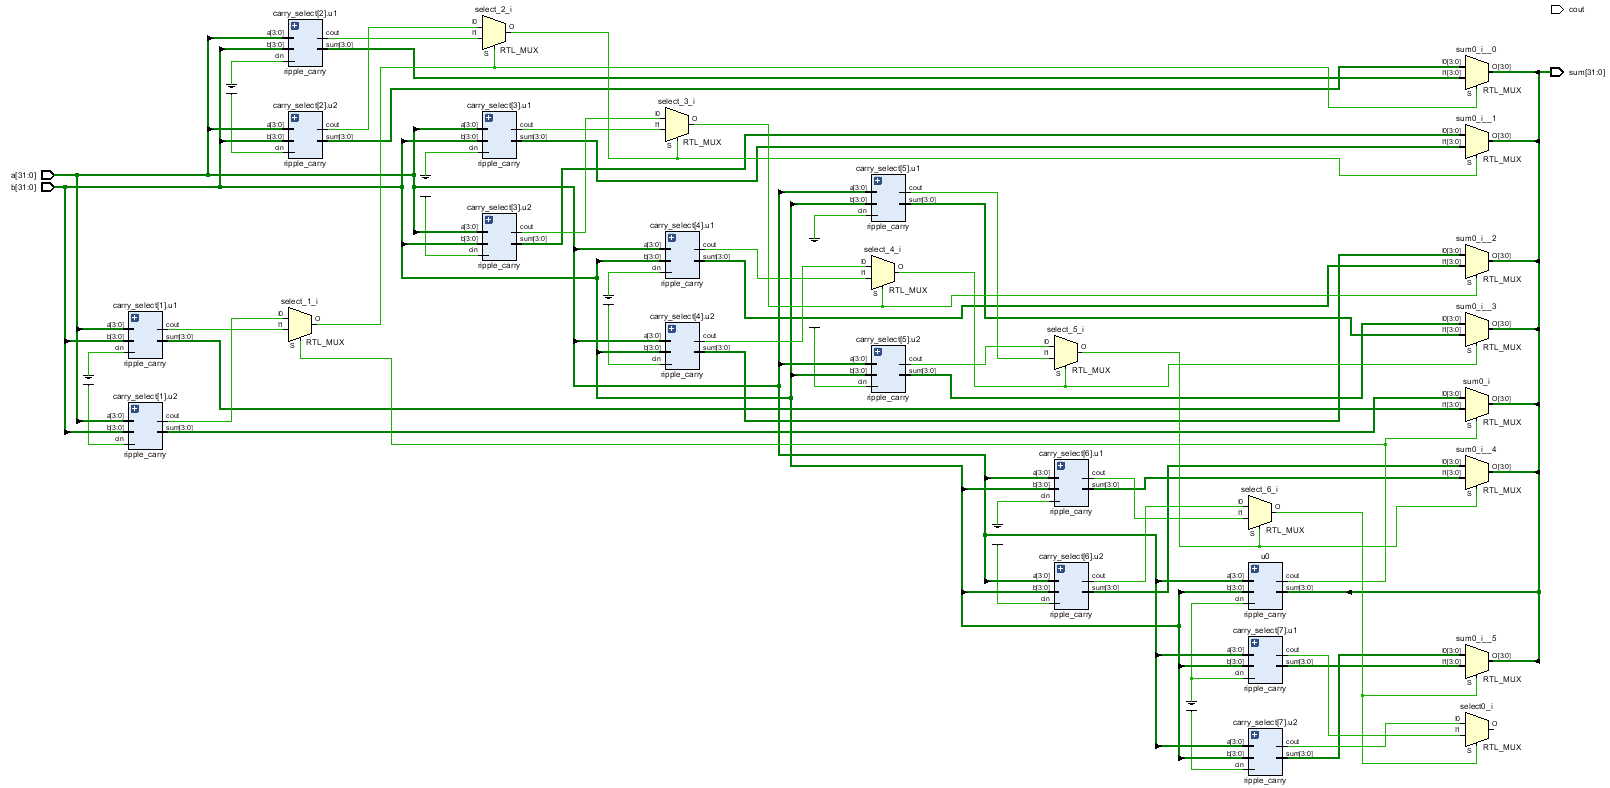 carry_select[2].u1
a[3:0]
b[3:0]
cin
cout
sum[3:0]
ripple_carry
select_2_i
I0
I1
S
O
RTL_MUX
cout
sum0_i__0
I0[3:0]
I1[3:0]
S
O[3:0]
RTL_MUX
sum[31:0]
carry_select[2].u2
a[3:0]
b[3:0]
cin
cout
sum[3:0]
ripple_carry
carry_select[3].u1
a[3:0]
b[3:0]
cin
cout
sum[3:0]
ripple_carry
select_3_i
I0
I1
S
O
RTL_MUX
sum0_i__1
I0[3:0]
I1[3:0]
S
O[3:0]
RTL_MUX
a[31:0]
b[31:0]
carry_select[5].u1
a[3:0]
b[3:0]
cin
cout
sum[3:0]
ripple_carry
carry_select[3].u2
a[3:0]
b[3:0]
cin
cout
sum[3:0]
ripple_carry
carry_select[4].u1
a[3:0]
b[3:0]
cin
cout
sum[3:0]
ripple_carry
select_4_i
I0
I1
S
O
RTL_MUX
sum0_i__2
I0[3:0]
I1[3:0]
S
O[3:0]
RTL_MUX
carry_select[1].u1
a[3:0]
b[3:0]
cin
cout
sum[3:0]
ripple_carry
select_1_i
I0
I1
S
O
RTL_MUX
carry_select[4].u2
a[3:0]
b[3:0]
cin
cout
sum[3:0]
ripple_carry
carry_select[5].u2
a[3:0]
b[3:0]
cin
cout
sum[3:0]
ripple_carry
select_5_i
I0
I1
S
O
RTL_MUX
sum0_i__3
I0[3:0]
I1[3:0]
S
O[3:0]
RTL_MUX
carry_select[1].u2
a[3:0]
b[3:0]
cin
cout
sum[3:0]
ripple_carry
sum0_i
I0[3:0]
I1[3:0]
S
O[3:0]
RTL_MUX
carry_select[6].u1
a[3:0]
b[3:0]
cin
cout
sum[3:0]
ripple_carry
sum0_i__4
I0[3:0]
I1[3:0]
S
O[3:0]
RTL_MUX
select_6_i
I0
I1
S
O
RTL_MUX
carry_select[6].u2
a[3:0]
b[3:0]
cin
cout
sum[3:0]
ripple_carry
u0
a[3:0]
b[3:0]
cin
cout
sum[3:0]
ripple_carry
carry_select[7].u1
a[3:0]
b[3:0]
cin
cout
sum[3:0]
ripple_carry
sum0_i__5
I0[3:0]
I1[3:0]
S
O[3:0]
RTL_MUX
carry_select[7].u2
a[3:0]
b[3:0]
cin
cout
sum[3:0]
ripple_carry
select0_i
I0
I1
S
O
RTL_MUX